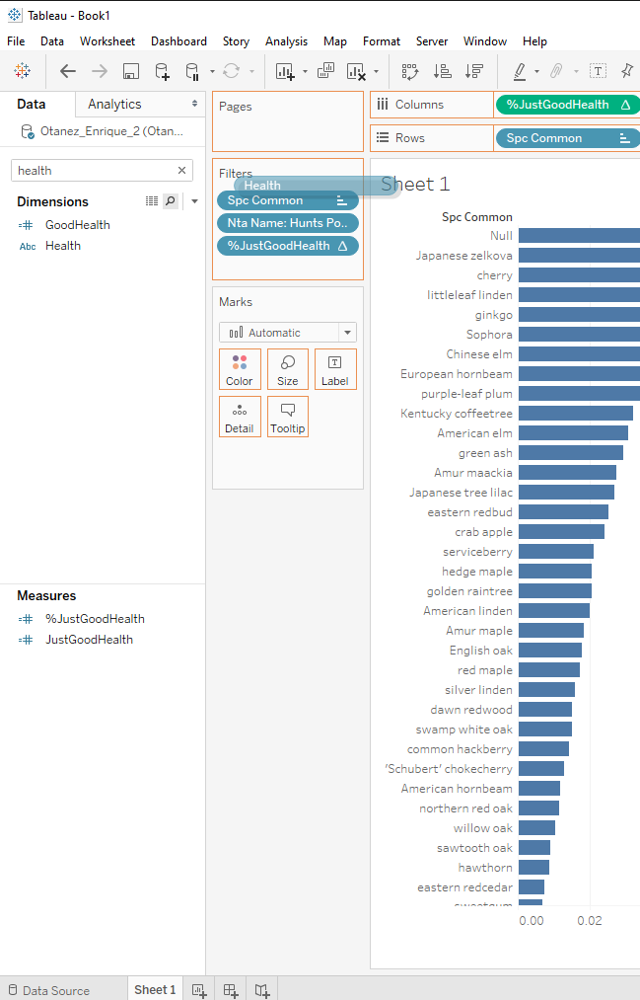 Tableau - Book1
File Data Worksheet Dashboard Story Analysis Map Format Server Window Help
Data Analytics
Otanez_Enrique_2 (Otan...
health
Dimensions
GoodHealth
Abc Health
Measures
%JustGoodHealth
JustGoodHealth
Pages
Filters
Health
Spc Common
Nta Name: Hunts Po..
%JustGoodHealth
Marks
Automatic
Color Size Label
Detail Tooltip
Columns %JustGoodHealth
Rows Spc Common
Sheet 1
Spc Common
Null
Japanese zelkova
cherry
littleleaf linden
ginkgo
Sophora
Chinese elm
European hornbeam
purple-leaf plum
Kentucky coffeetree
American elm
green ash
Amur maackia
Japanese tree lilac
eastern redbud
crab apple
serviceberry
hedge maple
golden raintree
American linden
Amur maple
English oak
red maple
silver linden
dawn redwood
swamp white oak
common hackberry
'Schubert' chokecherry
American hornbeam
northern red oak
willow oak
sawtooth oak
hawthorn
eastern redcedar
sweetgum
0.00 0.02
Data Source Sheet 1